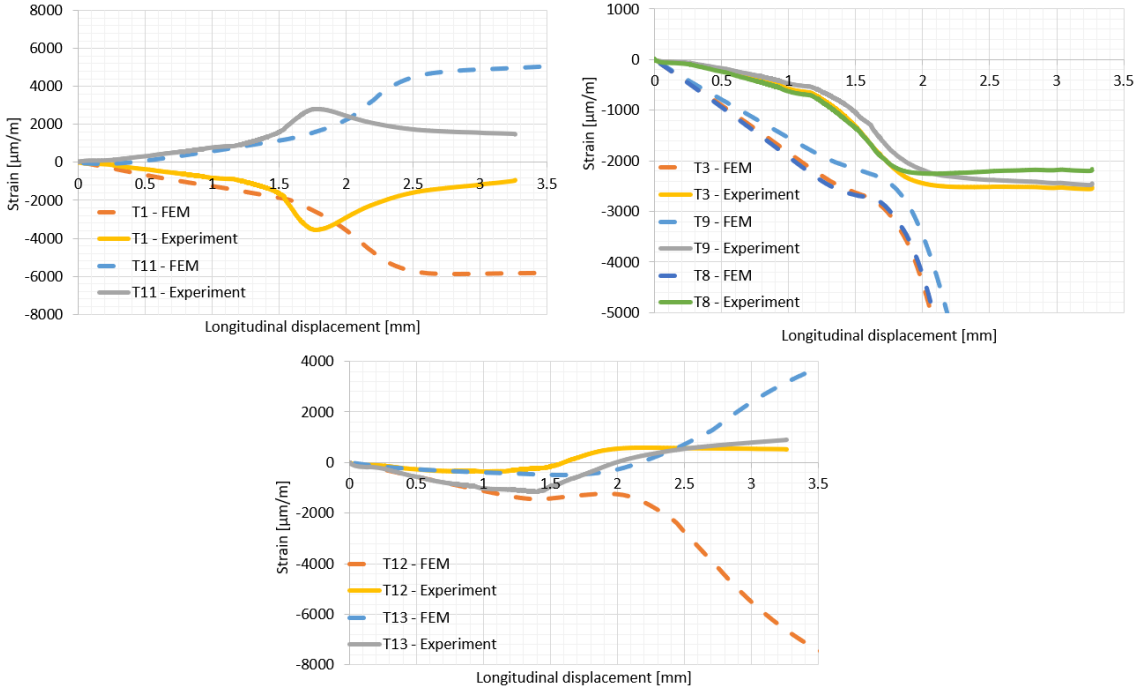 8000
6000
4000
2000
0
-2000
-4000
-6000
-8000
0 0.5 1 1.5 2 2.5 3 3.5
Strain [µm/m]
Longitudinal displacement [mm]
T1 - FEM
T1 - Experiment
T11 - FEM
T11 - Experiment
1000
0
-1000
-2000
-3000
-4000
-5000
0 0.5 1 1.5 2 2.5 3 3.5
Strain [µm/m]
Longitudinal displacement [mm]
T3 - FEM
T3 - Experiment
T9 - FEM
T9 - Experiment
T8 - FEM
T8 - Experiment
4000
2000
0
-2000
-4000
-6000
-8000
0 0.5 1 1.5 2 2.5 3 3.5
Strain [µm/m]
Longitudinal displacement [mm]
T12 - FEM
T12 - Experiment
T13 - FEM
T13 - Experiment